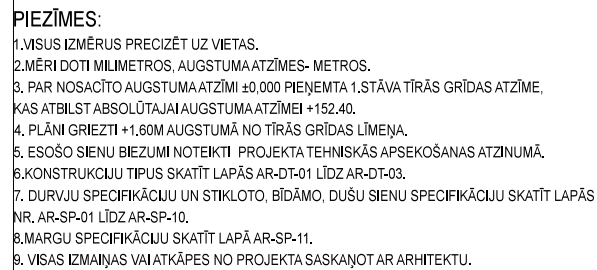 PIEZĪMES:
1.VISUS IZMĒRUS PRECIZĒT UZ VIETAS.
2.MĒRI DOTI MILIMETROS, AUGSTUMA ATZĪMES- METROS.
3. PAR NOSACĪTO AUGSTUMA ATZĪMI ±0,000 PIEŅEMTA 1.STĀVA TĪRĀS GRĪDAS ATZĪME,
KAS ATBILST ABSOLŪTAJAI AUGSTUMA ATZĪMEI +152.40.
4. PLĀNI GRIEZTI +1.60M AUGSTUMĀ NO TĪRĀS GRĪDAS LĪMEŅA.
5. ESOŠO SIENU BIEZUMI NOTEIKTI PROJEKTA TEHNISKĀS APSEKOŠANAS ATZINUMĀ.
6.KONSTRUKCIJU TIPUS SKATĪT LAPĀS AR-DT-01 LĪDZ AR-DT-03.
7. DURVJU SPECIFIKĀCIJU UN STIKLOTO, BĪDĀMO, DUŠU SIENU SPECIFIKĀCIJU SKATĪT LAPĀS
NR. AR-SP-01 LĪDZ AR-SP-10.
8.MARGU SPECIFIKĀCIJU SKATĪT LAPĀ AR-SP-11.
9. VISAS IZMAIŅAS VAI ATKĀPES NO PROJEKTA SASKAŅOT AR ARHITEKTU.